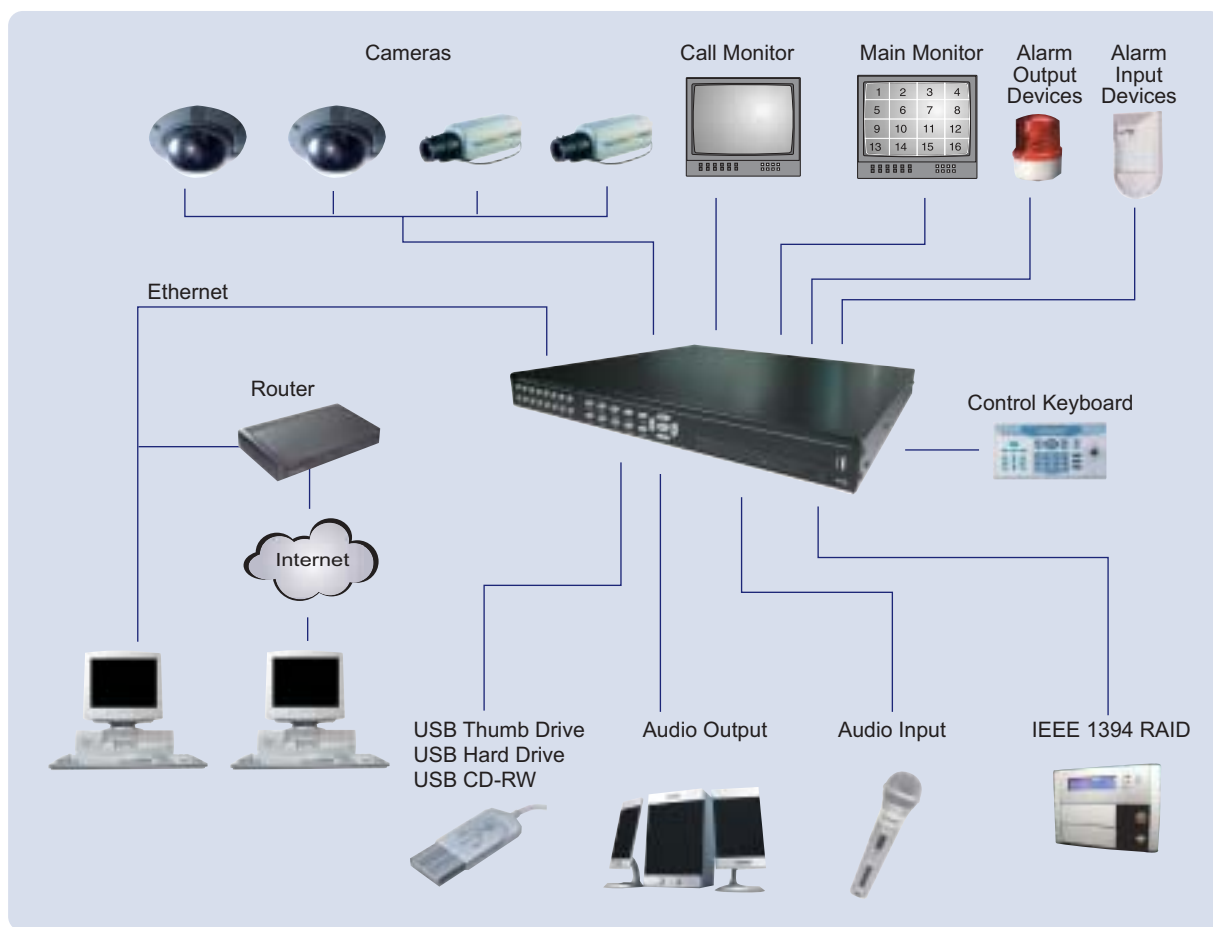 Cameras
Call Monitor
Main Monitor
Alarm
Output
Devices
Alarm
Input
Devices
1 2 3 4
5 6 7 8
9 10 11 12
13 14 15 16
Ethernet
Router
Control Keyboard
Internet
USB Thumb Drive
USB Hard Drive
USB CD-RW
Audio Output
Audio Input
IEEE 1394 RAID